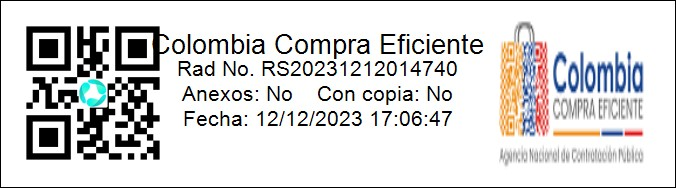 Colombia Compra Eficiente
Rad No. RS20231212014740
Anexos: No    Con copia: No
Fecha: 12/12/2023 17:06:47
Colombia
COMPRA EFICIENTE
Agencia Nacional de Contratación Pública